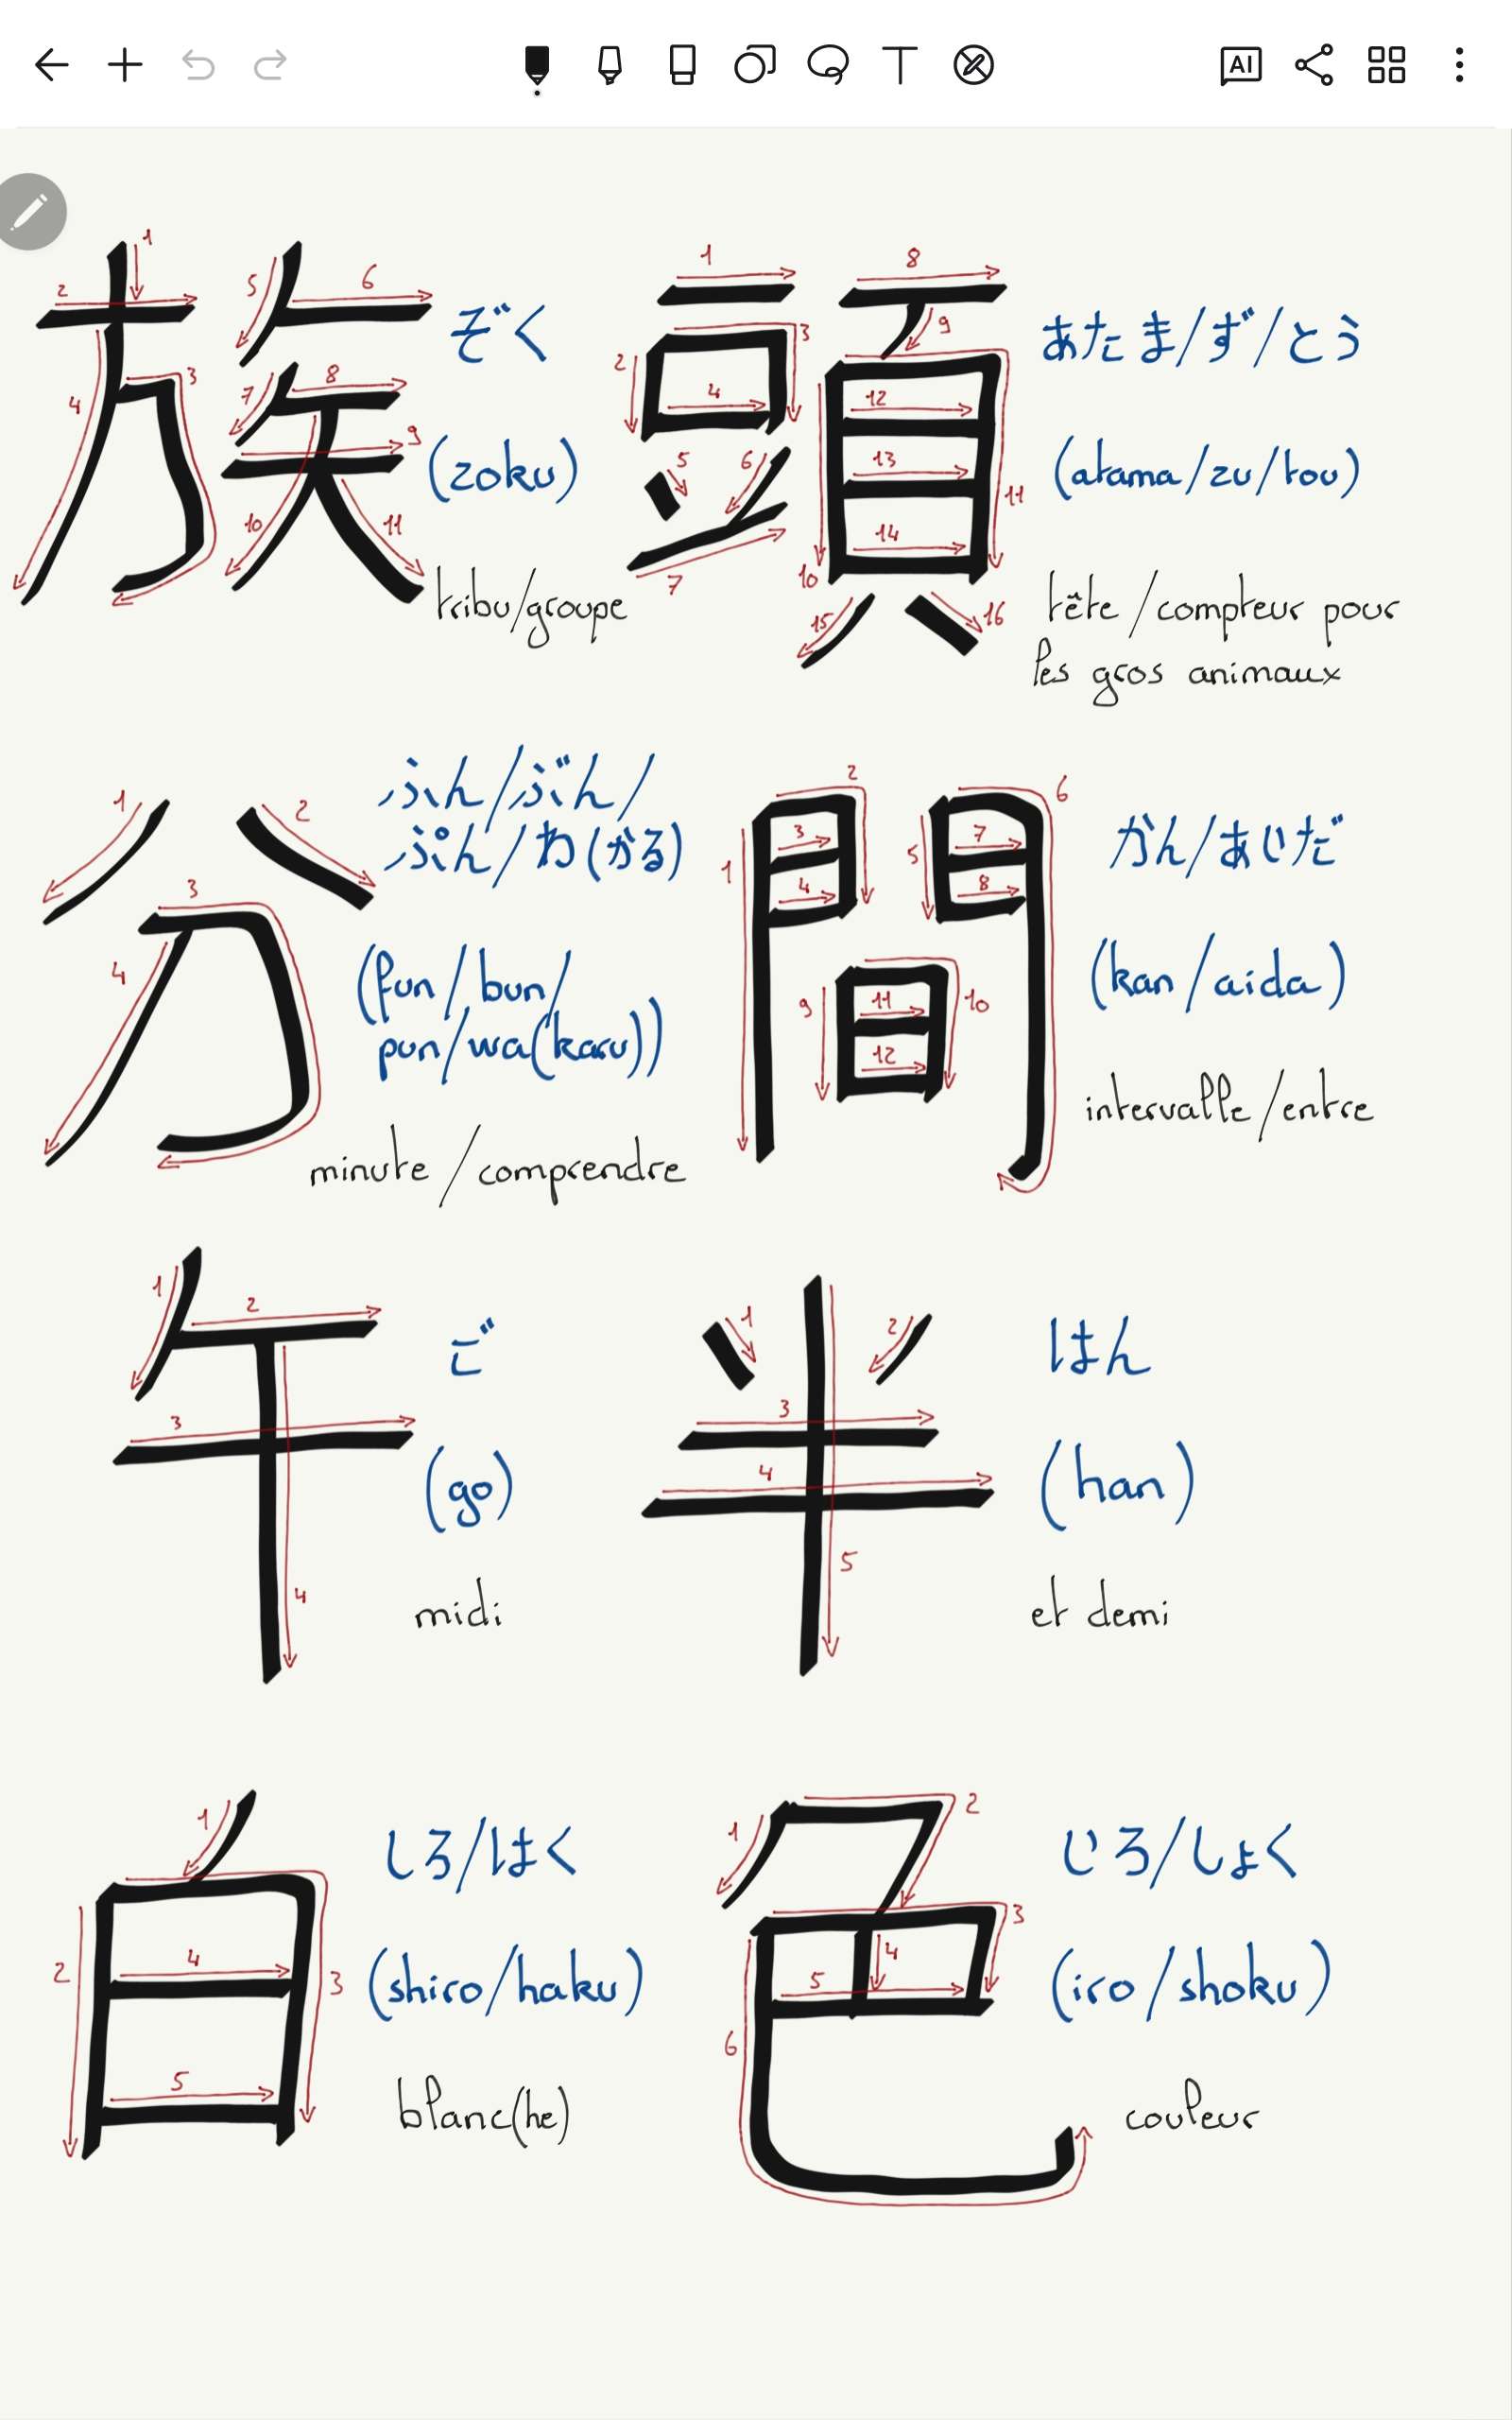 AI
族
1
2
3
4
5
6
7
8
9
10
11
ぞく
(zoku)
tribu/groupe
頭
1
2
3
4
5
6
7
8
9
10
11
12
13
14
15
16
あたま/ず/とう
(atama/zu/tou)
tête/compteur pour
les gros animaux
分
1
2
3
4
ふん/ぶん/
ぷん/わ(かる)
(fun/bun/
pun/wa(karu))
minute/comprendre
間
1
2
3
4
5
6
7
8
9
10
11
12
かん/あいだ
(kan/aida)
intervalle/entre
午
1
2
3
4
ご
(go)
midi
半
1
2
3
4
5
はん
(han)
et demi
白
1
2
3
4
5
しろ/はく
(shiro/haku)
blanc(he)
色
1
2
3
4
5
6
いろ/しょく
(iro/shoku)
couleur